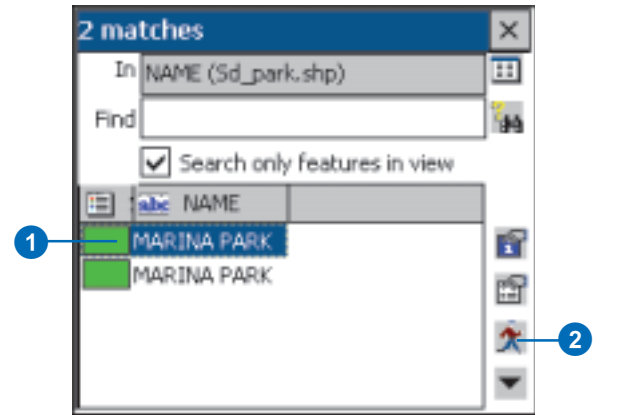 2 matches
In NAME (Sd_park.shp)
Find
Search only features in view
abc NAME
1 MARINA PARK
MARINA PARK
2